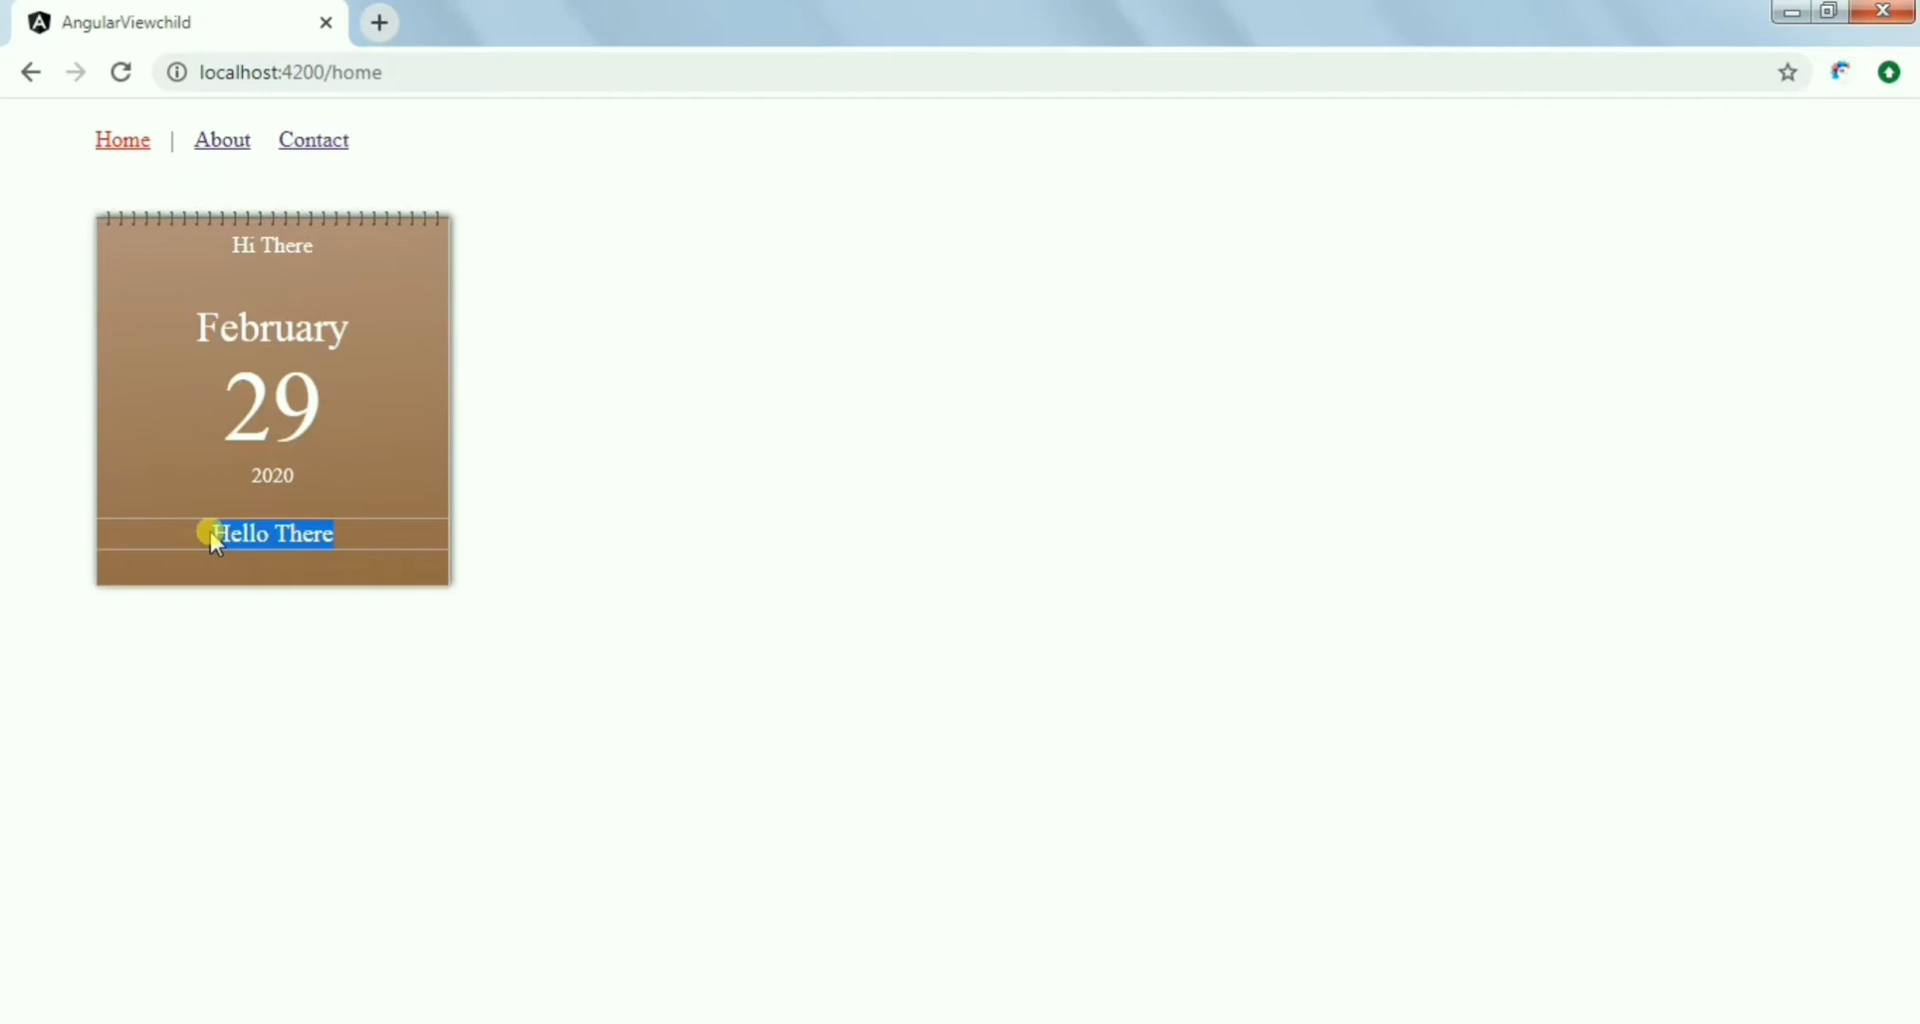 AngularViewchild
localhost:4200/home
Home | About Contact
Hi There
February
29
2020
Hello There